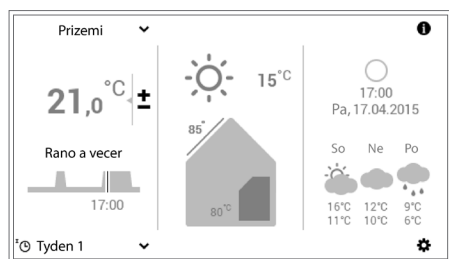 Prizemi
21,0 °C ±
Rano a vecer
17:00
z Tyden 1
15°C
85°
80°C
17:00
Pa, 17.04.2015
So Ne Po
16°C 12°C 9°C
11°C 10°C 6°C